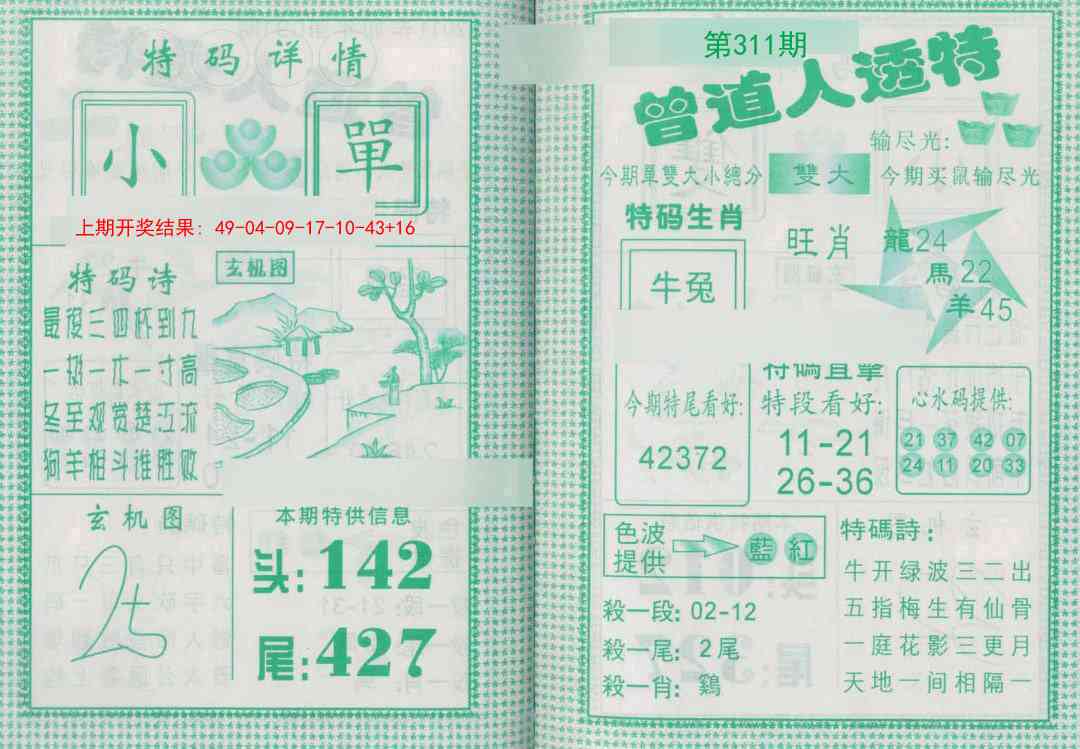 特码详情
小
單
上期开奖结果: 49-04-09-17-10-43+16
特码诗
最後三四杯到九
一初一木一寸高
冬至观赏楚江流
狗羊相斗谁胜败
玄机图
玄机图
本期特供信息
头:142
尾:427
第311期
曾道人透特
输尽光:
今期單雙大小總分
雙大
今期买鼠输尽光
特码生肖
牛兔
旺肖
龍24
馬22
羊45
今期特尾看好:
42372
特段看好:
11-21
26-36
心水码提供:
21 37 42 07
24 11 20 33
色波
提供
藍 紅
殺一段: 02-12
殺一尾: 2尾
殺一肖: 鷄
特碼詩:
牛开绿波三二出
五指梅生有仙骨
一庭花影三更月
天地一间相隔一